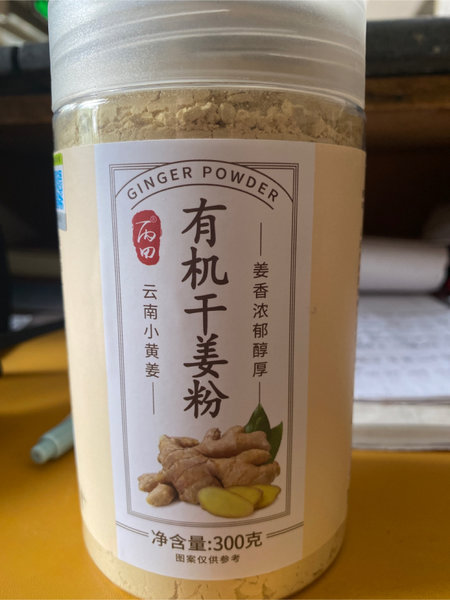 GINGER POWDER
丙田
有机干姜粉
姜香浓郁醇厚
云南小黄姜
净含量:300克
图案仅供参考